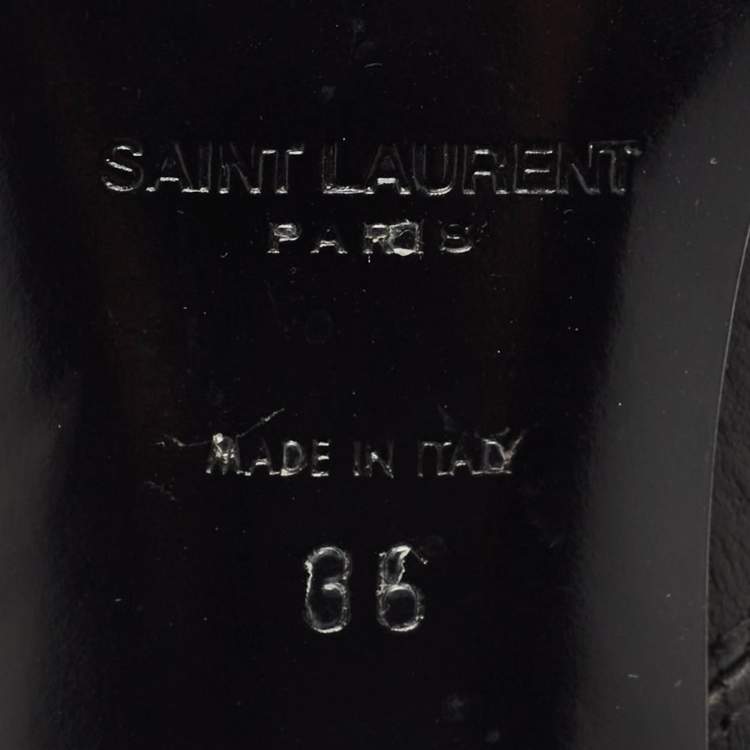 SAINT LAURENT
PARIS
MADE IN ITALY
36